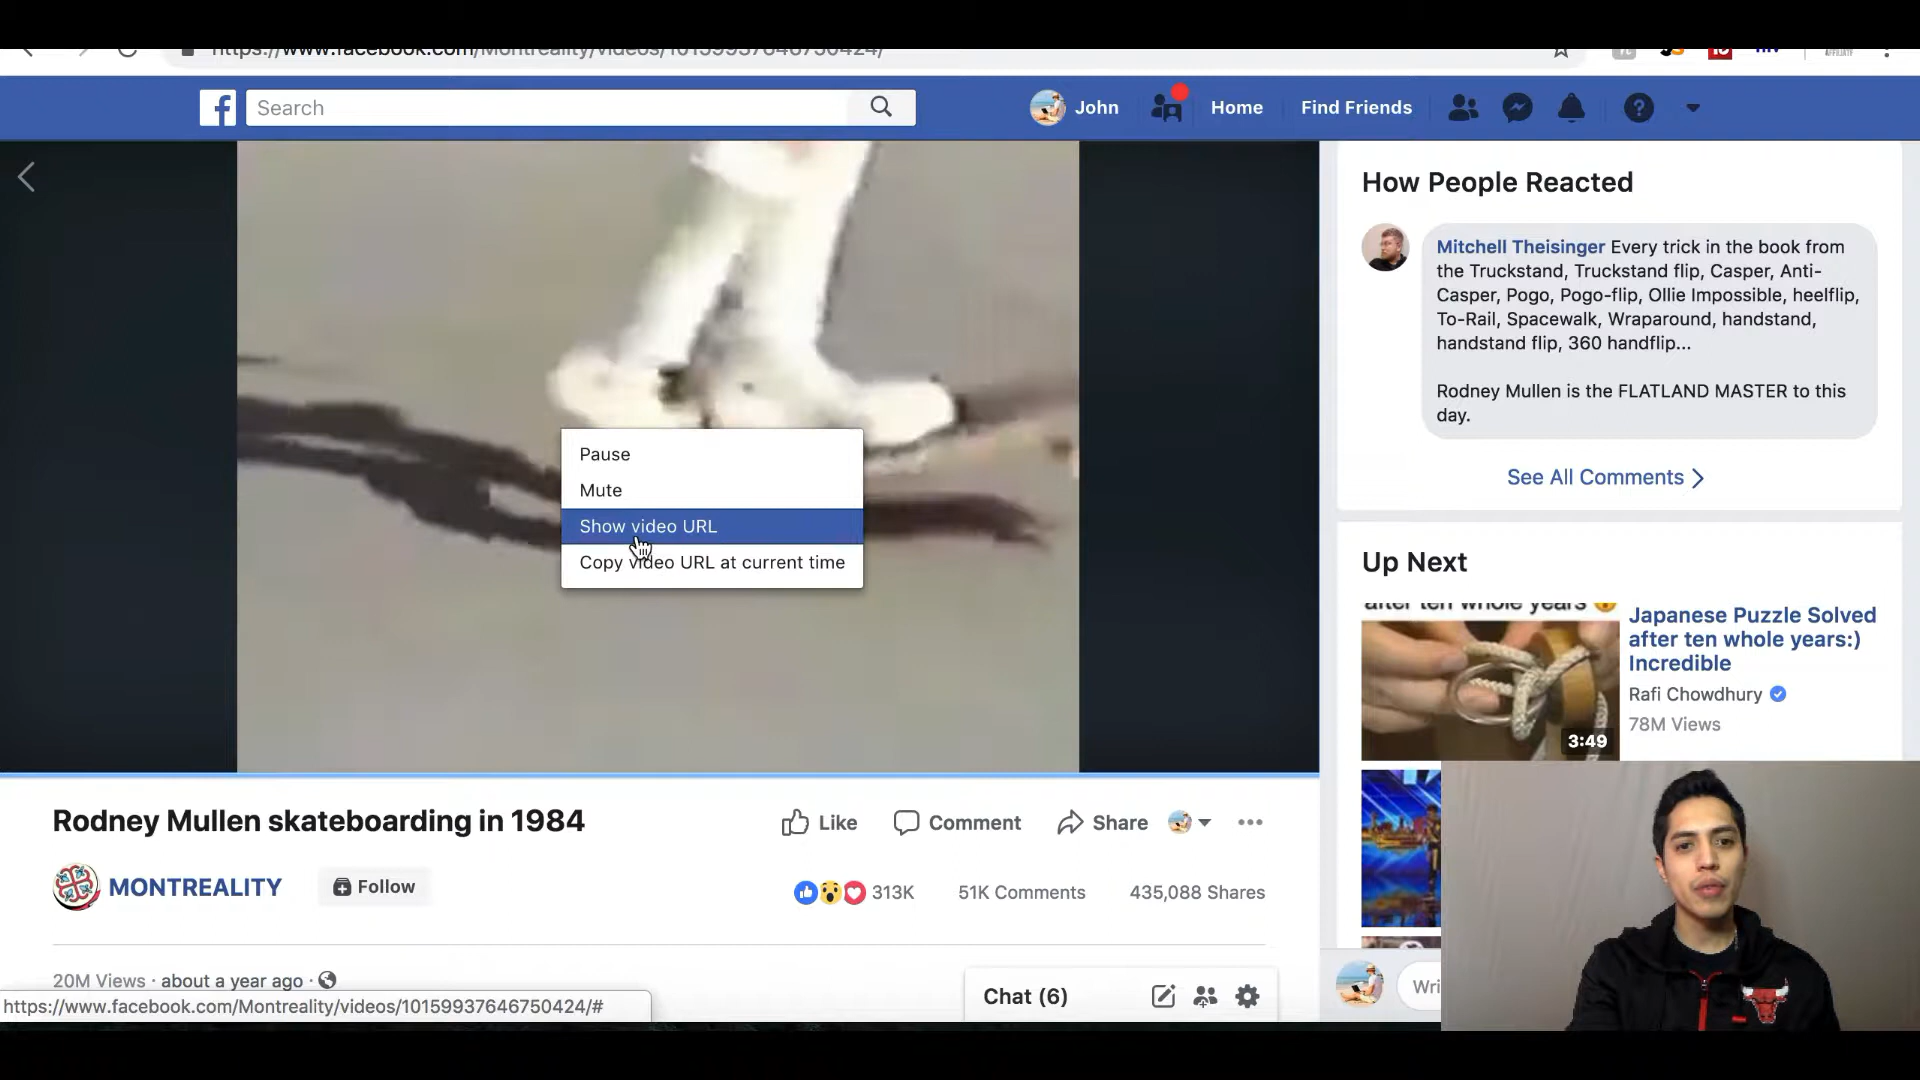 https://www.facebook.com/Montreality/videos/10159937646750424/
Search
John
Home
Find Friends
How People Reacted
Mitchell Theisinger Every trick in the book from
the Truckstand, Truckstand flip, Casper, Anti-
Casper, Pogo, Pogo-flip, Ollie Impossible, heelflip,
To-Rail, Spacewalk, Wraparound, handstand,
handstand flip, 360 handflip...
Rodney Mullen is the FLATLAND MASTER to this
day.
See All Comments
Pause
Mute
Show video URL
Copy video URL at current time
Up Next
after ten whole years
3:49
Japanese Puzzle Solved
after ten whole years:)
Incredible
Rafi Chowdhury
78M Views
Rodney Mullen skateboarding in 1984
Like
Comment
Share
MONTREALITY
Follow
313K
51K Comments
435,088 Shares
20M Views · about a year ago ·
https://www.facebook.com/Montreality/videos/10159937646750424/#
Chat (6)
Wri